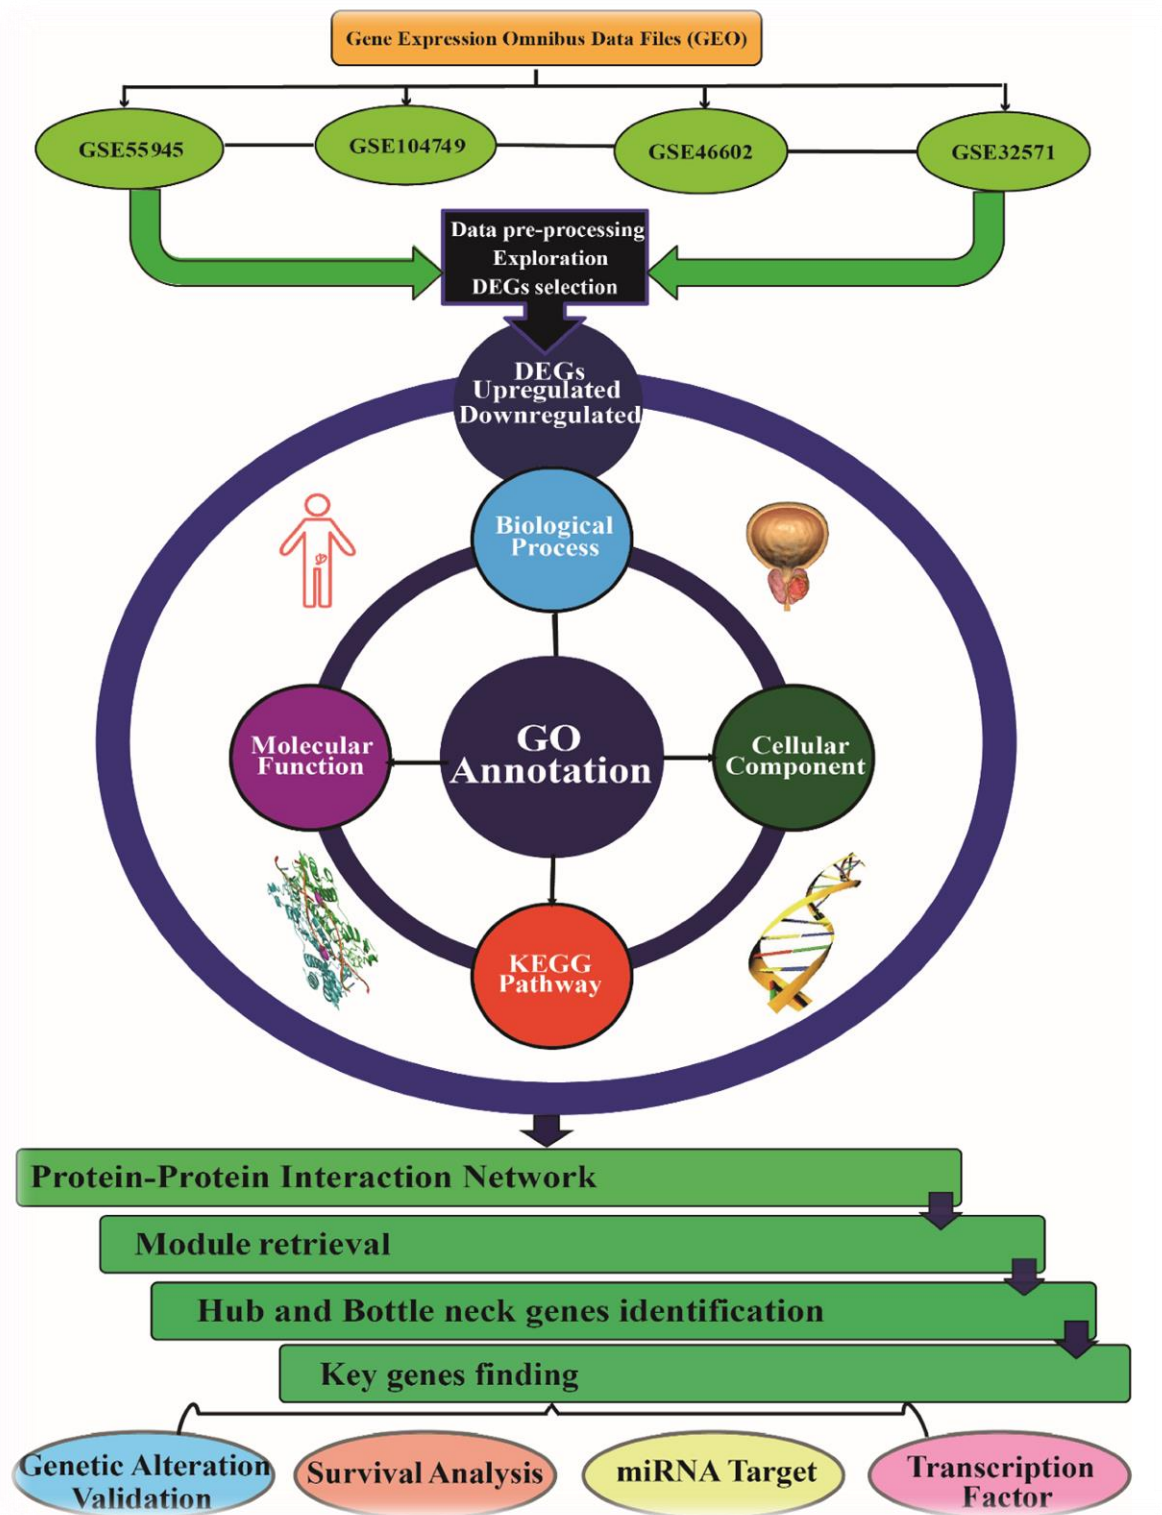 Gene Expression Omnibus Data Files (GEO)
GSE55945
GSE104749
GSE46602
GSE32571
Data pre-processing
Exploration
DEGs selection
DEGs
Upregulated
Downregulated
Biological
Process
Molecular
Function
GO
Annotation
Cellular
Component
KEGG
Pathway
Protein-Protein Interaction Network
Module retrieval
Hub and Bottle neck genes identification
Key genes finding
Genetic Alteration
Validation
Survival Analysis
miRNA Target
Transcription
Factor